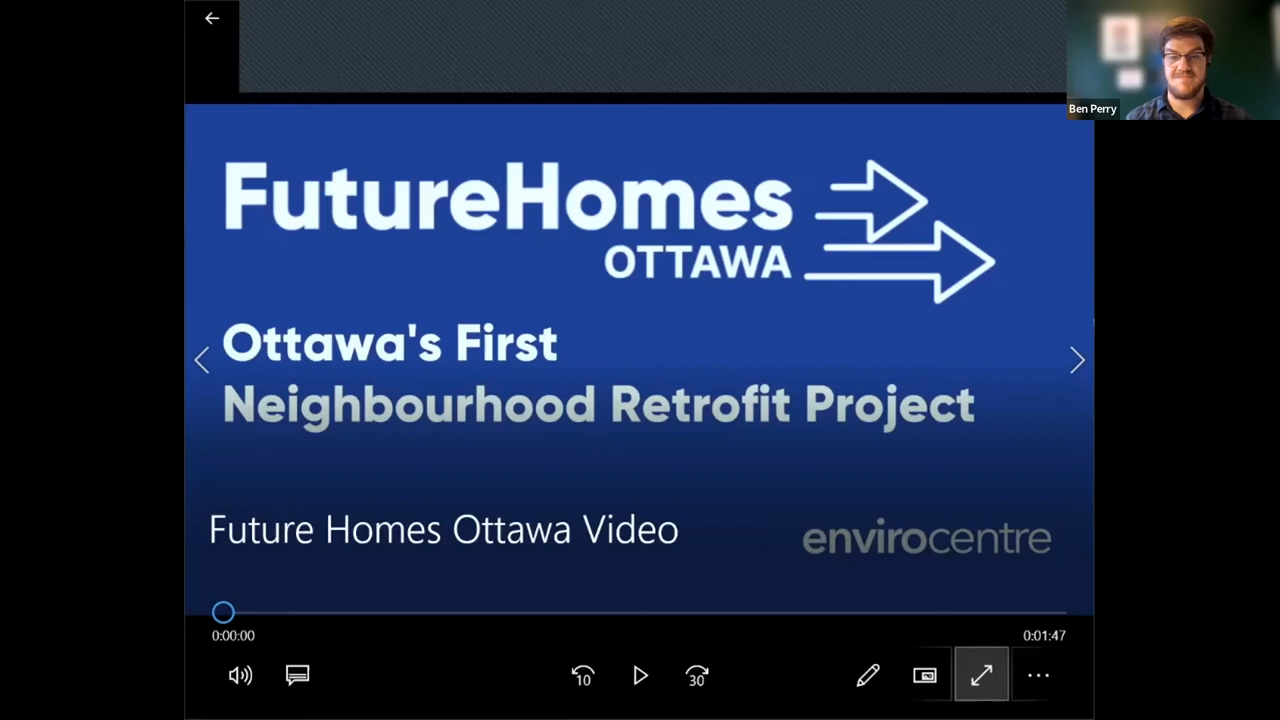 Ben Perry
FutureHomes
OTTAWA
Ottawa's First
Neighbourhood Retrofit Project
Future Homes Ottawa Video
envirocentre
0:00:00
0:01:47
10
30